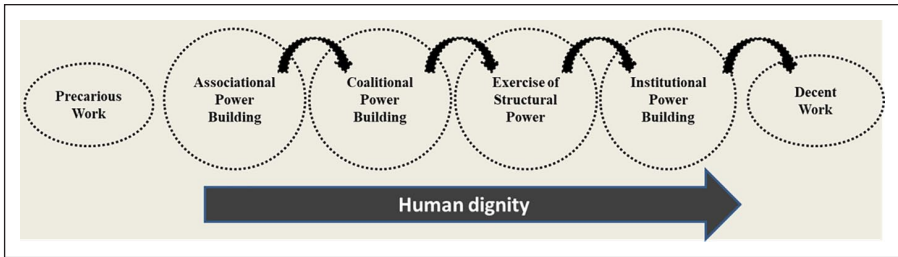 Precarious
Work
Associational
Power
Building
Coalitional
Power
Building
Exercise of
Structural
Power
Institutional
Power
Building
Decent
Work
Human dignity